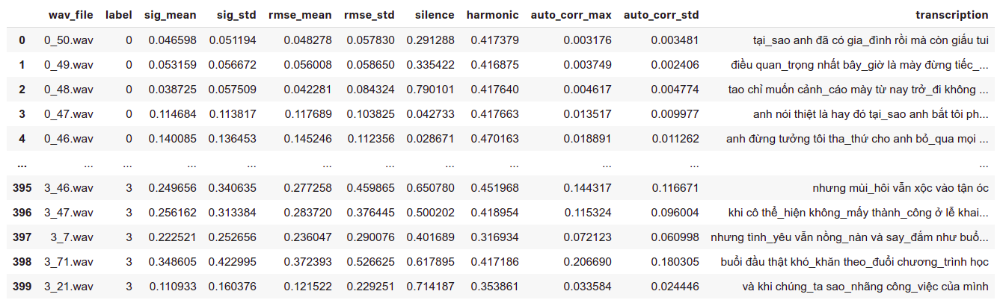 wav_file label sig_mean sig_std rmse_mean rmse_std silence harmonic auto_corr_max auto_corr_std transcription
0 0_50.wav 0 0.046598 0.051194 0.048278 0.057830 0.291288 0.417379 0.003176 0.003481 tại_sao anh đã có gia_đình rồi mà còn giấu tui
1 0_49.wav 0 0.053159 0.056672 0.056008 0.058650 0.335422 0.416875 0.003749 0.002406 điều quan_trọng nhất bây_giờ là mày đừng tiếc_...
2 0_48.wav 0 0.038725 0.057509 0.042281 0.084324 0.790101 0.417640 0.004617 0.004774 tao chỉ muốn cảnh_cáo mày từ nay trở_đi không ...
3 0_47.wav 0 0.114684 0.113817 0.117689 0.103825 0.042733 0.417663 0.013517 0.009977 anh nói thiệt là hay đó tại_sao anh bắt tôi ph...
4 0_46.wav 0 0.140085 0.136453 0.145246 0.112356 0.028671 0.470163 0.018891 0.011262 anh đừng tưởng tôi tha_thứ cho anh bỏ_qua mọi ...
... ... ... ... ... ... ... ... ... ... ... ...
395 3_46.wav 3 0.249656 0.340635 0.277258 0.459865 0.650780 0.451968 0.144317 0.116671 nhưng mùi_hôi vẫn xộc vào tận óc
396 3_47.wav 3 0.256162 0.313384 0.283720 0.376445 0.500202 0.418954 0.115324 0.096004 khi cô thể_hiện không_mấy thành_công ở lễ khai...
397 3_7.wav 3 0.222521 0.252656 0.236047 0.290076 0.401689 0.316934 0.072123 0.060998 nhưng tình_yêu vẫn nồng_nàn và say_đắm như buổ...
398 3_71.wav 3 0.348605 0.422995 0.372393 0.526625 0.617895 0.417186 0.206690 0.180305 buổi đầu thật khó_khăn theo_đuổi chương_trình học
399 3_21.wav 3 0.110933 0.160376 0.121522 0.229251 0.714187 0.353861 0.033584 0.024446 và khi chúng_ta sao_nhãng công_việc của mình